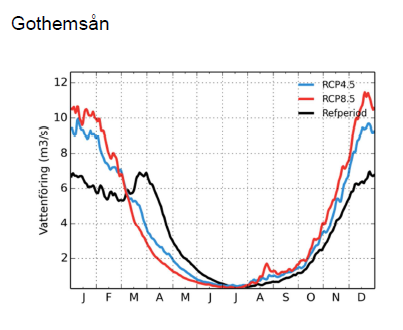 Gothemsån
12
10
8
6
4
2
Vattenföring (m3/s)
RCP4.5
RCP8.5
Refperiod
J F M A M J J A S O N D